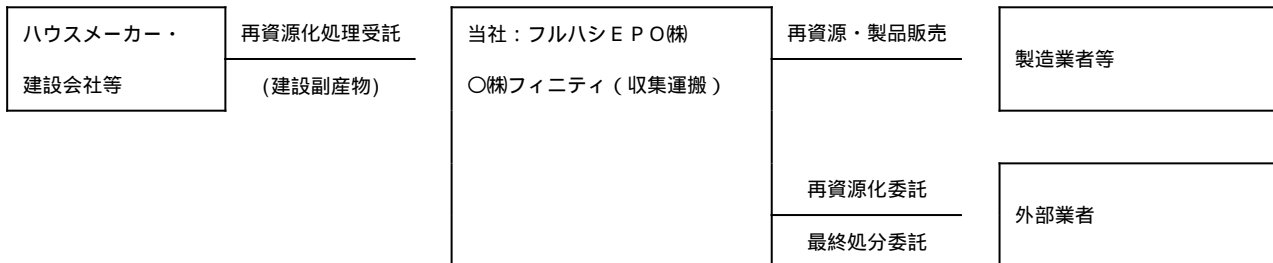 ハウスメーカー・
建設会社等
再資源化処理受託
(建設副産物)
当社：フルハシＥＰＯ㈱
○㈱フィニティ（収集運搬）
再資源・製品販売
製造業者等
再資源化委託
最終処分委託
外部業者